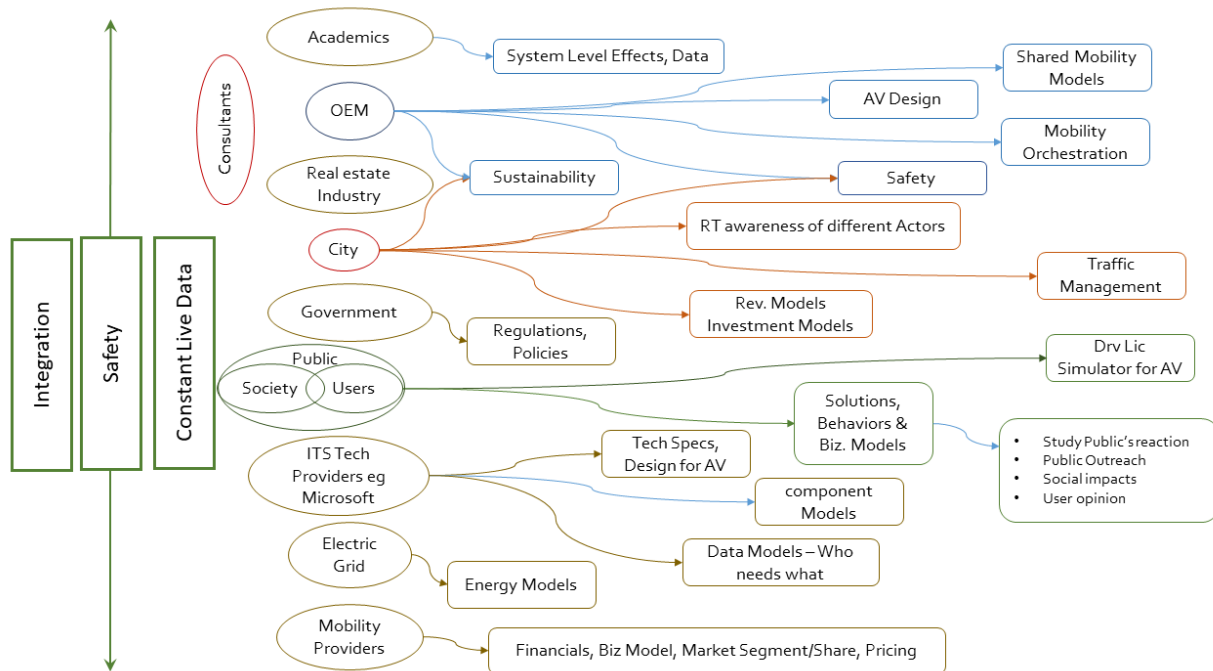 Academics
System Level Effects, Data
Shared Mobility
Models
Consultants
OEM
AV Design
Mobility
Orchestration
Real estate
Industry
Sustainability
Safety
City
RT awareness of different Actors
Traffic
Management
Rev. Models
Investment Models
Integration
Safety
Constant Live Data
Government
Regulations,
Policies
Public
Society
Users
Drv Lic
Simulator for AV
Solutions,
Behaviors &
Biz. Models
• Study Public's reaction
• Public Outreach
• Social impacts
• User opinion
ITS Tech
Providers eg
Microsoft
Tech Specs,
Design for AV
component
Models
Data Models – Who
needs what
Electric
Grid
Energy Models
Mobility
Providers
Financials, Biz Model, Market Segment/Share, Pricing